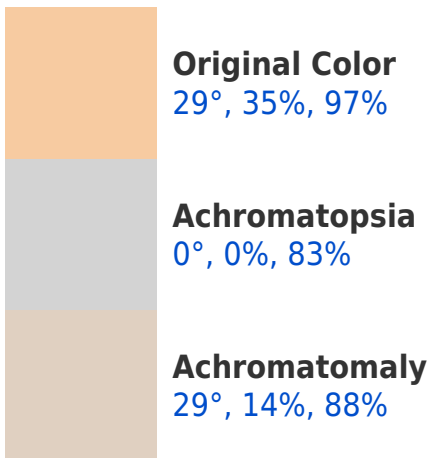 Original Color
29°, 35%, 97%
Achromatopsia
0°, 0%, 83%
Achromatomaly
29°, 14%, 88%